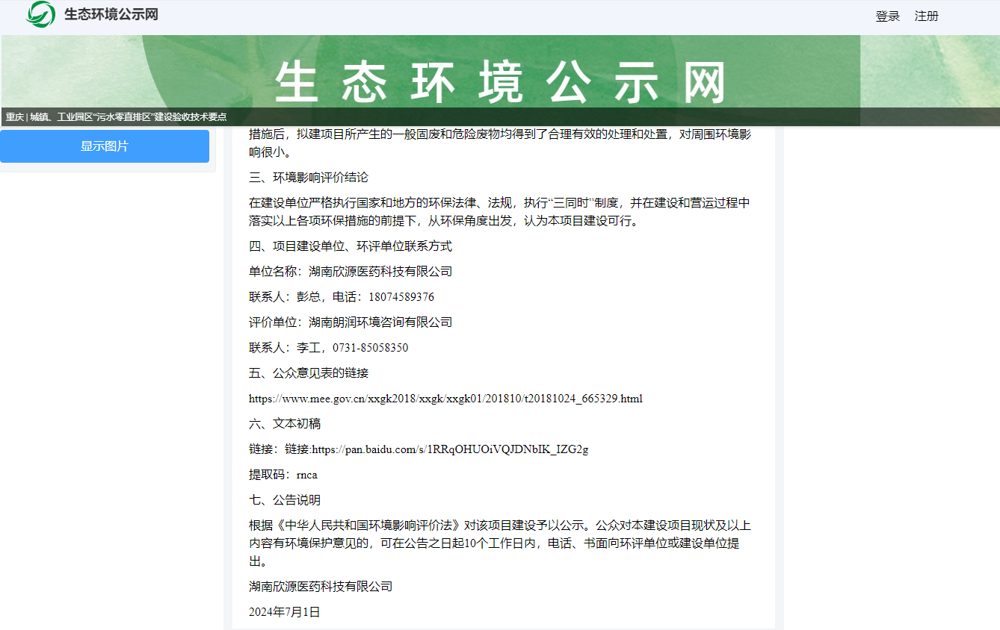 生态环境公示网
登录 注册
生态环境公示网
重庆 | 城镇、工业园区“污水零直排区”建设验收技术要点
显示图片
措施后，拟建项目所产生的一般固废和危险废物均得到了合理有效的处理和处置，对周围环境影
响很小。
三、环境影响评价结论
在建设单位严格执行国家和地方的环保法律、法规，执行“三同时”制度，并在建设和营运过程中
落实以上各项环保措施的前提下，从环保角度出发，认为本项目建设可行。
四、项目建设单位、环评单位联系方式
单位名称：湖南欣源医药科技有限公司
联系人：彭总，电话：18074589376
评价单位：湖南朗润环境咨询有限公司
联系人：李工，0731-85058350
五、公众意见表的链接
https://www.mee.gov.cn/xxgk2018/xxgk/xxgk01/201810/t20181024_665329.html
六、文本初稿
链接：链接:https://pan.baidu.com/s/1RRqOHUOiVQJDNbIK_IZG2g
提取码：rnca
七、公告说明
根据《中华人民共和国环境影响评价法》对该项目建设予以公示。公众对本建设项目现状及以上
内容有环境保护意见的，可在公告之日起10个工作日内，电话、书面向环评单位或建设单位提
出。
湖南欣源医药科技有限公司
2024年7月1日